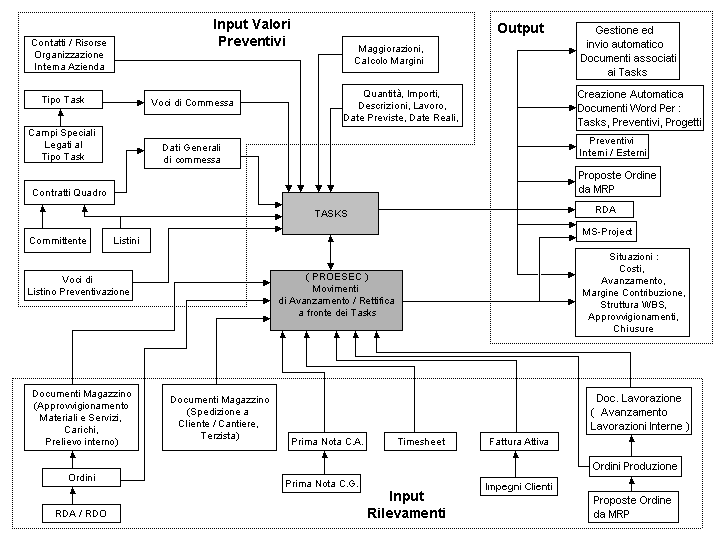 Input Valori
Preventivi
Contatti / Risorse
Organizzazione
Interna Azienda
Maggiorazioni,
Calcolo Margini
Tipo Task
Voci di Commessa
Quantità, Importi,
Descrizioni, Lavoro,
Date Previste, Date Reali,
Campi Speciali
Legati al
Tipo Task
Dati Generali
di commessa
Contratti Quadro
TASKS
Committente
Listini
Voci di
Listino Preventivazione
( PROESEC )
Movimenti
di Avanzamento / Rettifica
a fronte dei Tasks
Output
Gestione ed
invio automatico
Documenti associati
ai Tasks
Creazione Automatica
Documenti Word Per :
Tasks, Preventivi, Progetti
Preventivi
Interni / Esterni
Proposte Ordine
da MRP
RDA
MS-Project
Situazioni :
Costi,
Avanzamento,
Margine Contribuzione,
Struttura WBS,
Approvvigionamenti,
Chiusure
Documenti Magazzino
(Approvvigionamento
Materiali e Servizi,
Carichi,
Prelievo interno)
Documenti Magazzino
(Spedizione a
Cliente / Cantiere,
Terzista)
Doc. Lavorazione
( Avanzamento
Lavorazioni Interne )
Prima Nota C.A.
Timesheet
Fattura Attiva
Ordini
Ordini Produzione
Prima Nota C.G.
Impegni Clienti
RDA / RDO
Proposte Ordine
da MRP
Input
Rilevamenti